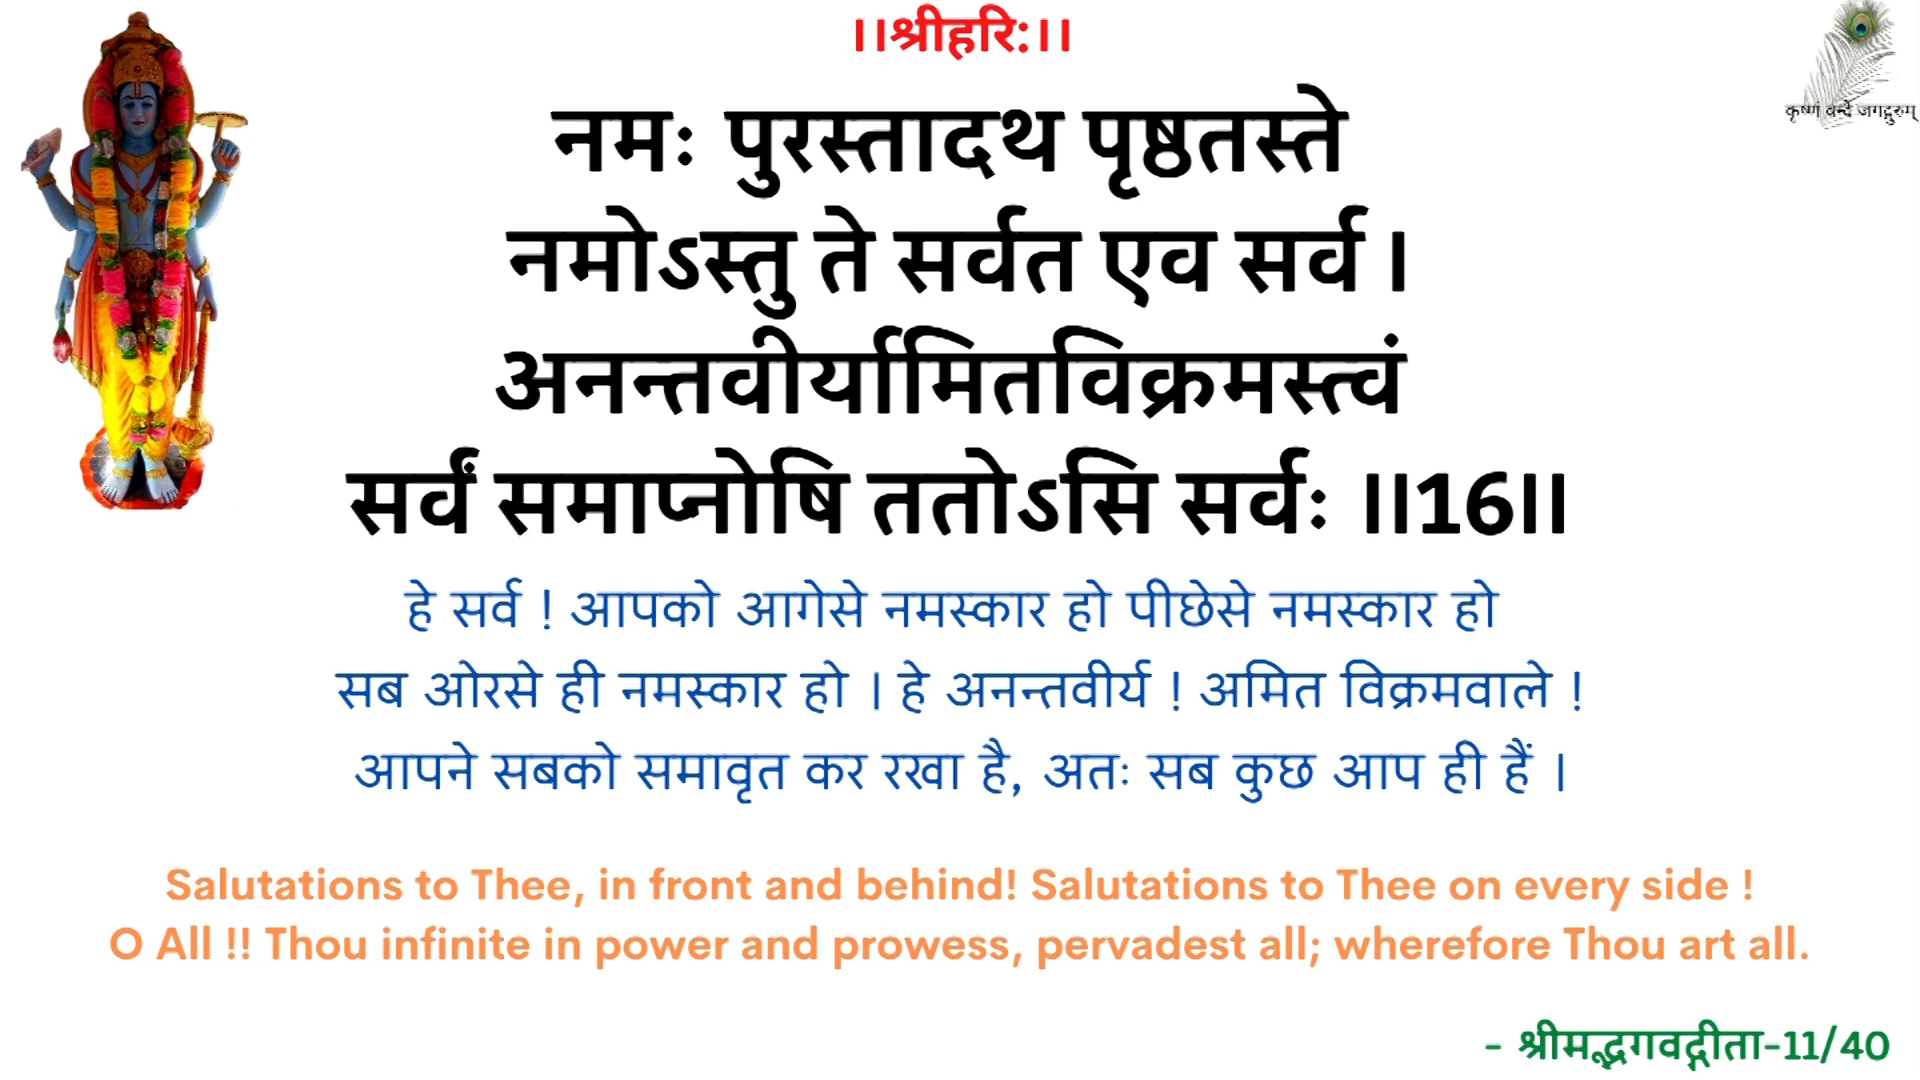 ।।श्रीहरि:।।
कृष्णं वन्दे जगद्गुरुम्
नमः पुरस्तादथ पृष्ठतस्ते
नमोऽस्तु ते सर्वत एव सर्व ।
अनन्तवीर्यामितविक्रमस्त्वं
सर्वं समाप्नोषि ततोऽसि सर्वः ॥16॥
हे सर्व ! आपको आगेसे नमस्कार हो पीछेसे नमस्कार हो
सब ओरसे ही नमस्कार हो । हे अनन्तवीर्य ! अमित विक्रमवाले !
आपने सबको समावृत कर रखा है, अतः सब कुछ आप ही हैं ।
Salutations to Thee, in front and behind! Salutations to Thee on every side !
O All !! Thou infinite in power and prowess, pervadest all; wherefore Thou art all.
- श्रीमद्भगवद्गीता-11/40